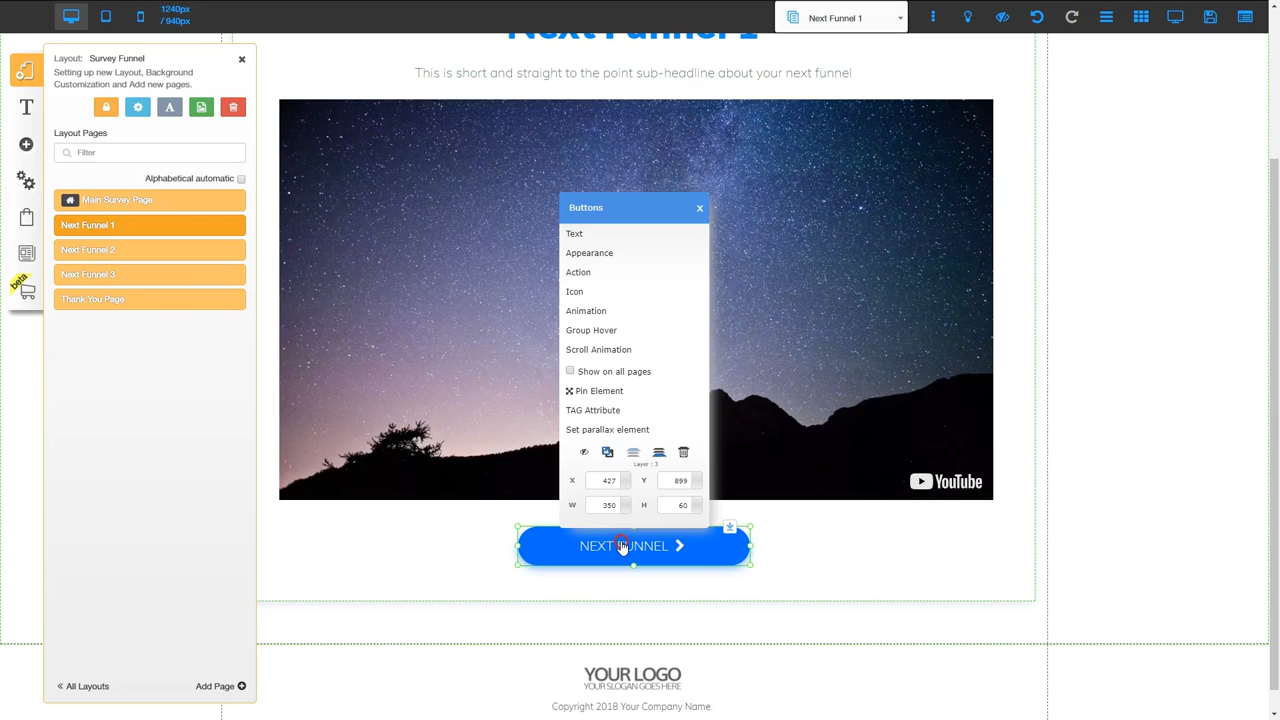 1240px
/ 940px
Next Funnel 1
Next Funnel 1
This is short and straight to the point sub-headline about your next funnel
Layout: Survey Funnel
Setting up new Layout, Background
Customization and Add new pages.
A
Layout Pages
Filter
Alphabetical automatic
Main Survey Page
Next Funnel 1
Next Funnel 2
Next Funnel 3
Thank You Page
All Layouts
Add Page
T
beta
Buttons
x
Text
Appearance
Action
Icon
Animation
Group Hover
Scroll Animation
Show on all pages
Pin Element
TAG Attribute
Set parallax element
Layer : 3
X 427 Y 899
W 350 H 60
YouTube
NEXT FUNNEL
YOUR LOGO
YOUR SLOGAN GOES HERE
Copyright 2018 Your Company Name.